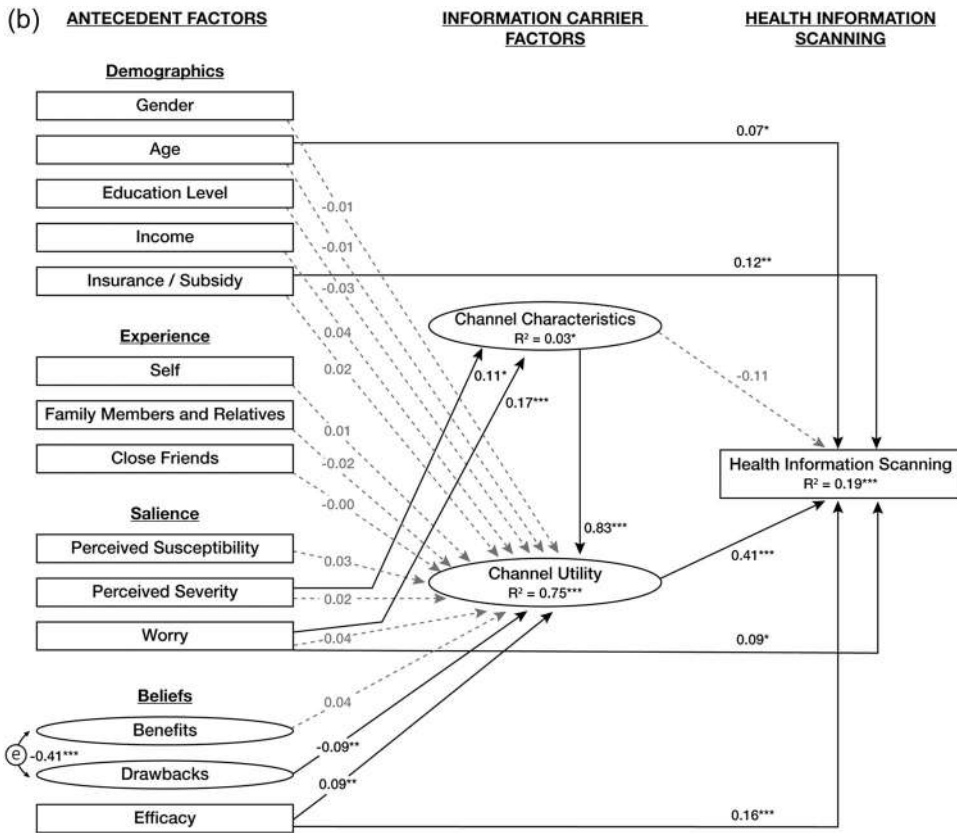 (b)
ANTECEDENT FACTORS
INFORMATION CARRIER
FACTORS
HEALTH INFORMATION
SCANNING
Demographics
Gender
Age
Education Level
Income
Insurance / Subsidy
Experience
Self
Family Members and Relatives
Close Friends
Salience
Perceived Susceptibility
Perceived Severity
Worry
Beliefs
Benefits
e
-0.41***
Drawbacks
Efficacy
-0.01
-0.01
-0.03
0.04
0.02
0.01
-0.02
-0.00
0.03
0.02
-0.04
0.04
-0.09**
0.09**
0.11*
0.17***
Channel Characteristics
R² = 0.03*
0.83***
Channel Utility
R² = 0.75***
0.07*
0.12**
-0.11
Health Information Scanning
R² = 0.19***
0.41***
0.09*
0.16***